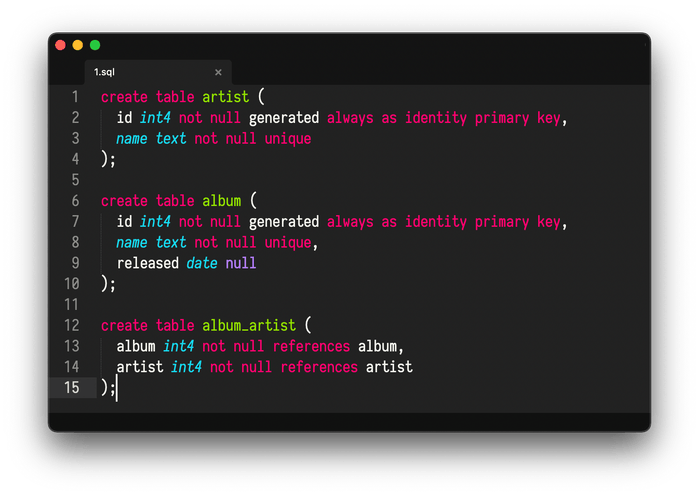 1.sql ×
1 create table artist (
2 id int4 not null generated always as identity primary key,
3 name text not null unique
4 );
5
6 create table album (
7 id int4 not null generated always as identity primary key,
8 name text not null unique,
9 released date null
10 );
11
12 create table album_artist (
13 album int4 not null references album,
14 artist int4 not null references artist
15 );